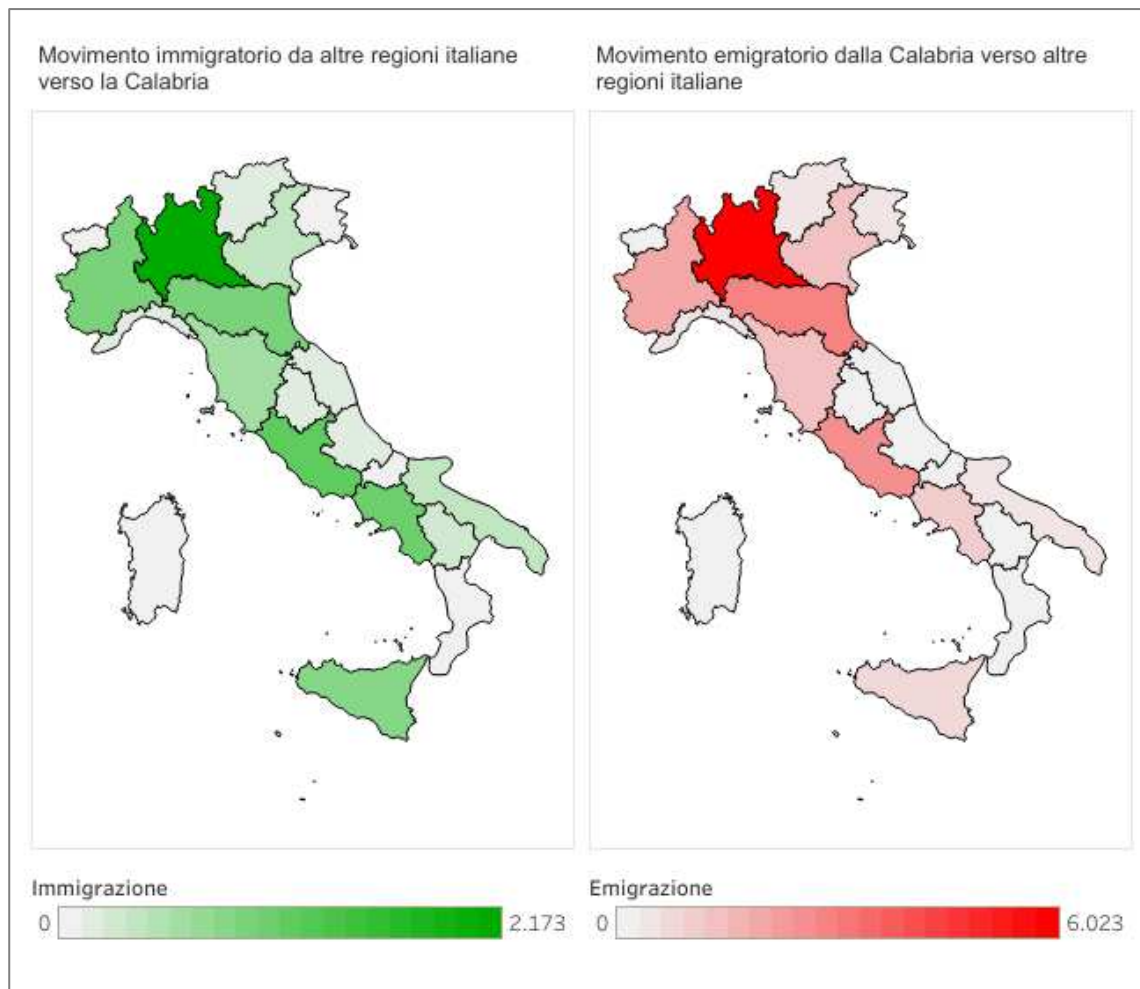 Movimento immigratorio da altre regioni italiane
verso la Calabria
Movimento emigratorio dalla Calabria verso altre
regioni italiane
Immigrazione
0
2.173
Emigrazione
0
6.023